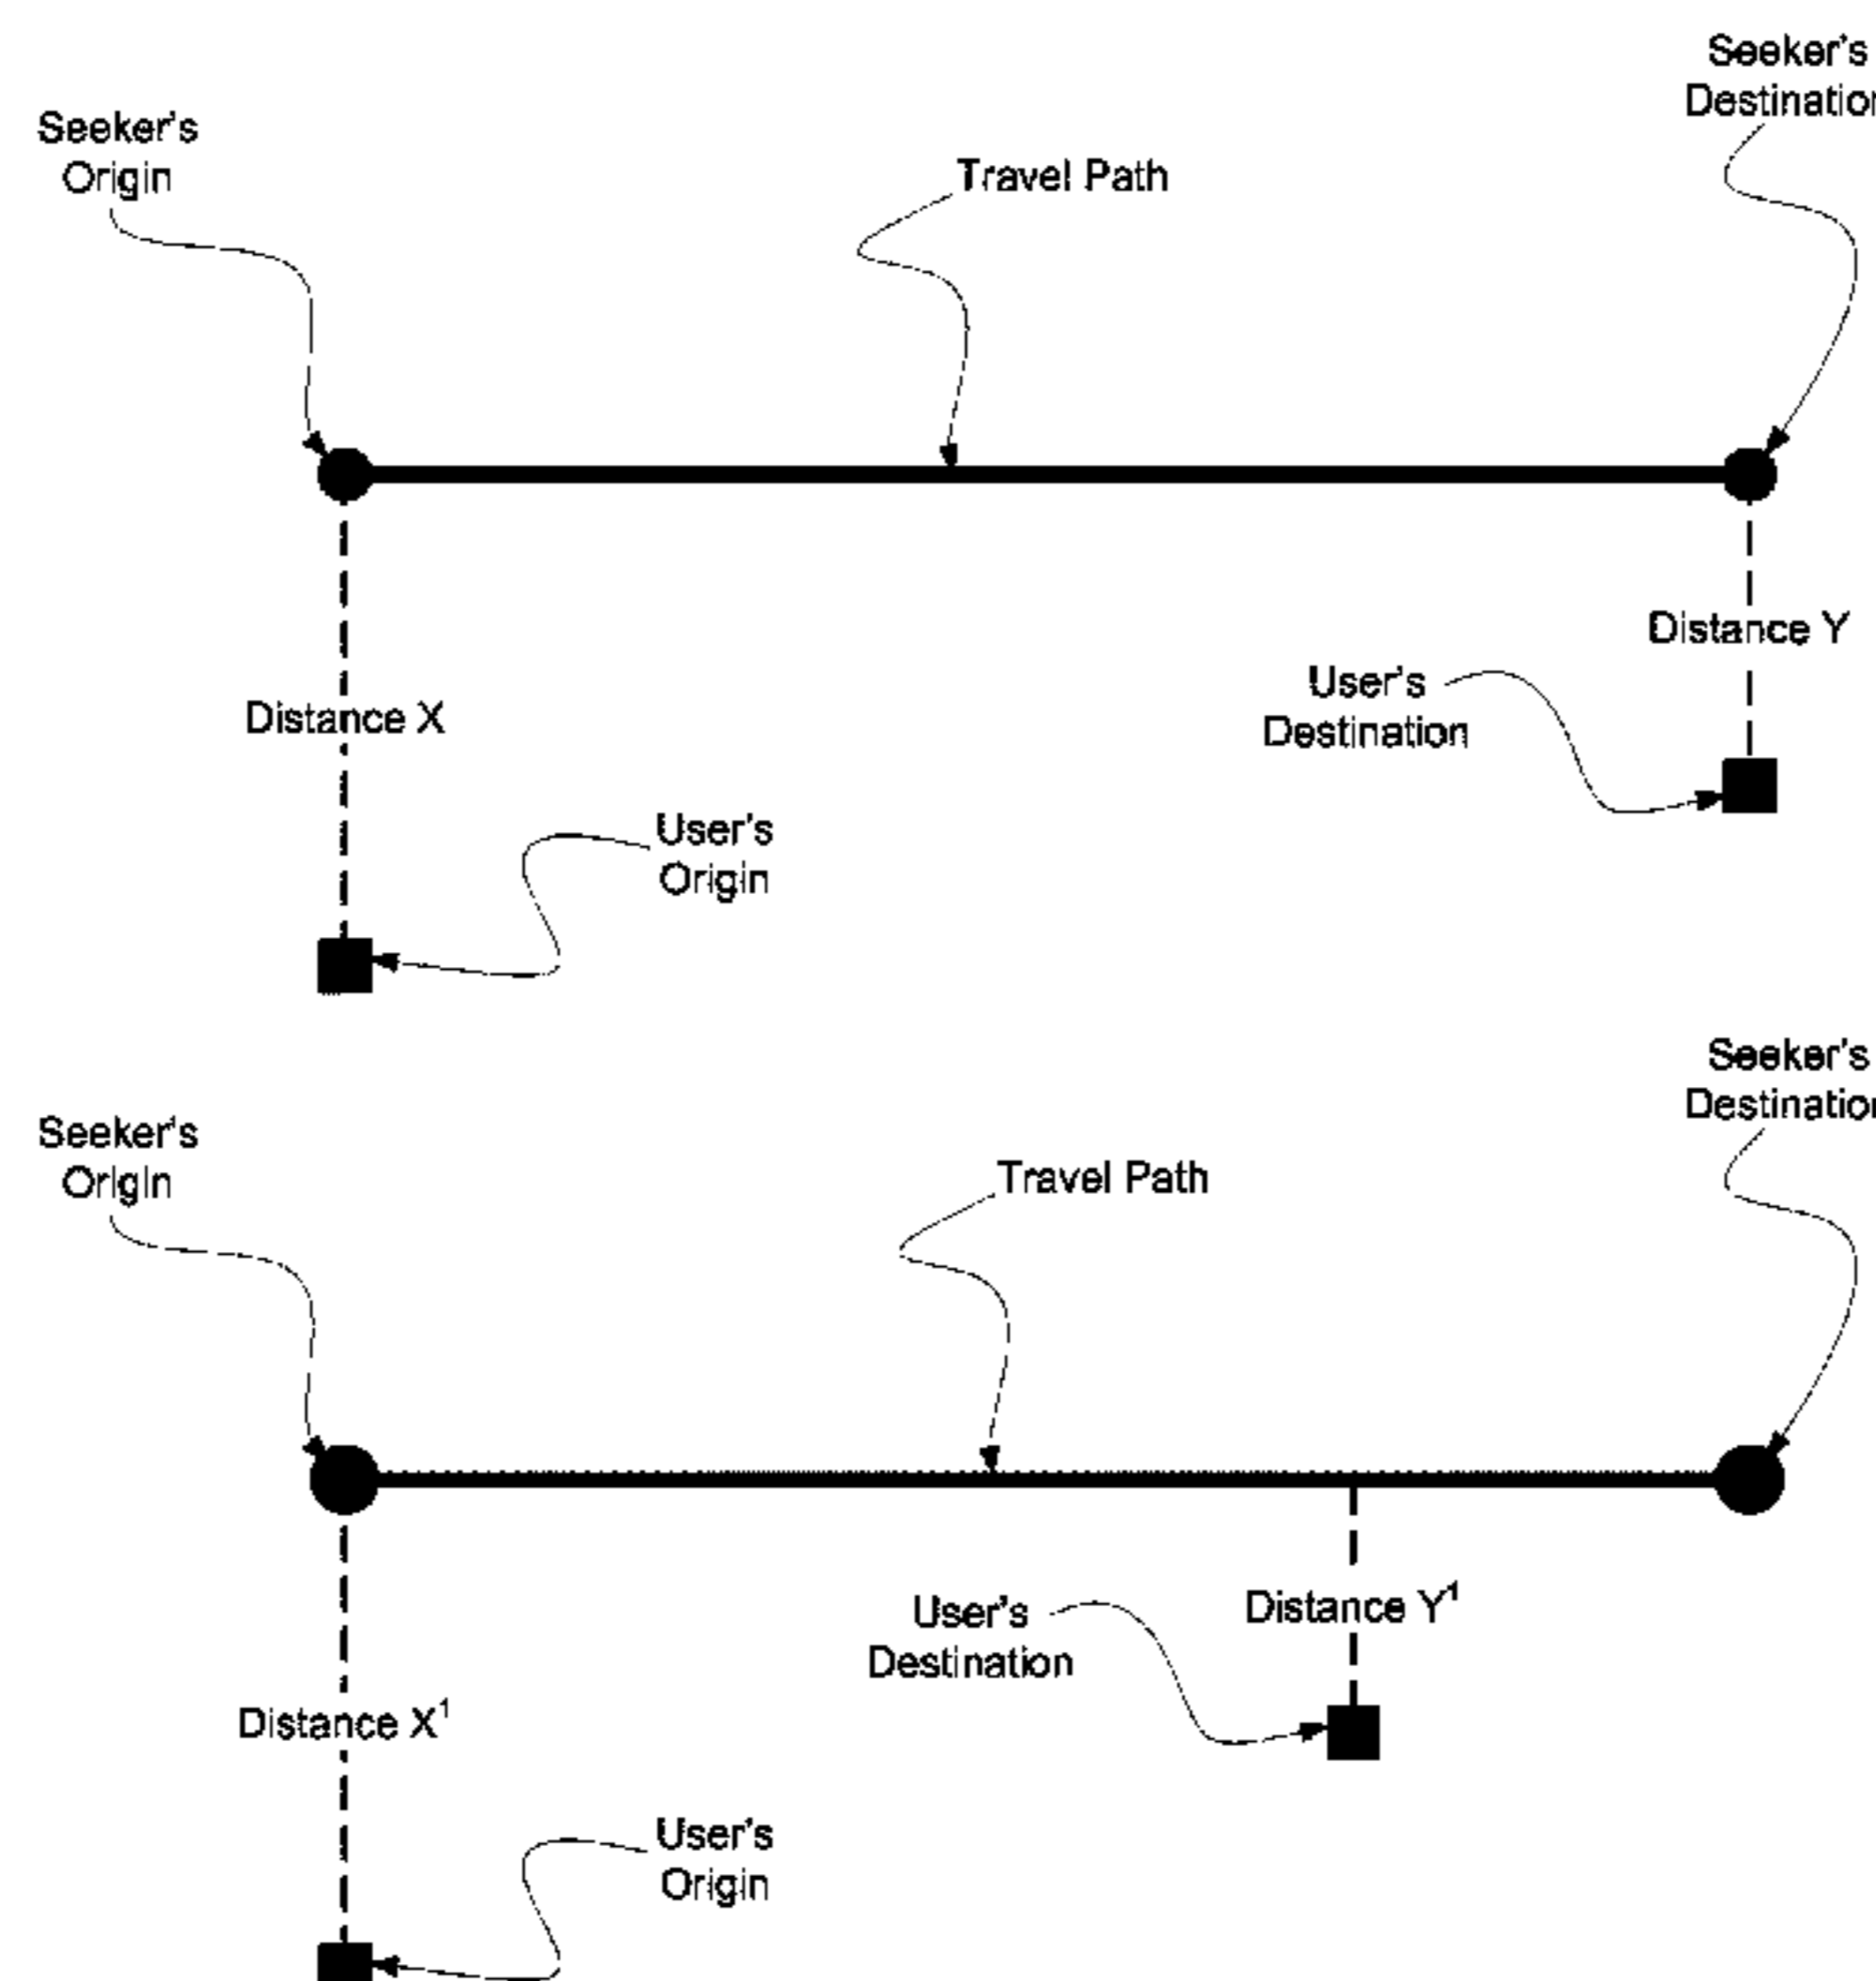 Seeker's
Destination
Seeker's
Origin
Travel Path
Distance Y
User's
Destination
Distance X
User's
Origin
Seeker's
Destination
Seeker's
Origin
Travel Path
Distance Y¹
User's
Destination
Distance X¹
User's
Origin